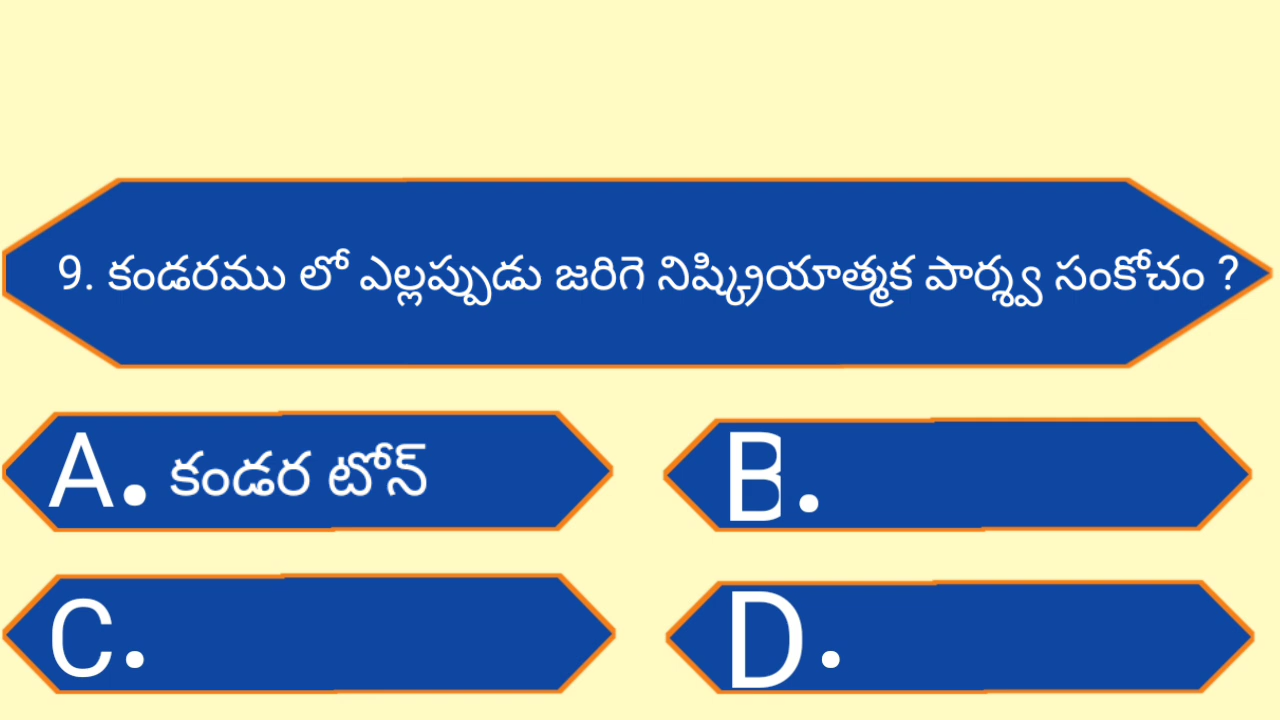 9. కండరము లో ఎల్లప్పుడు జరిగె నిష్క్రియాత్మక పార్శ్వ సంకోచం ?
A. కండర టోన్
B.
C.
D.